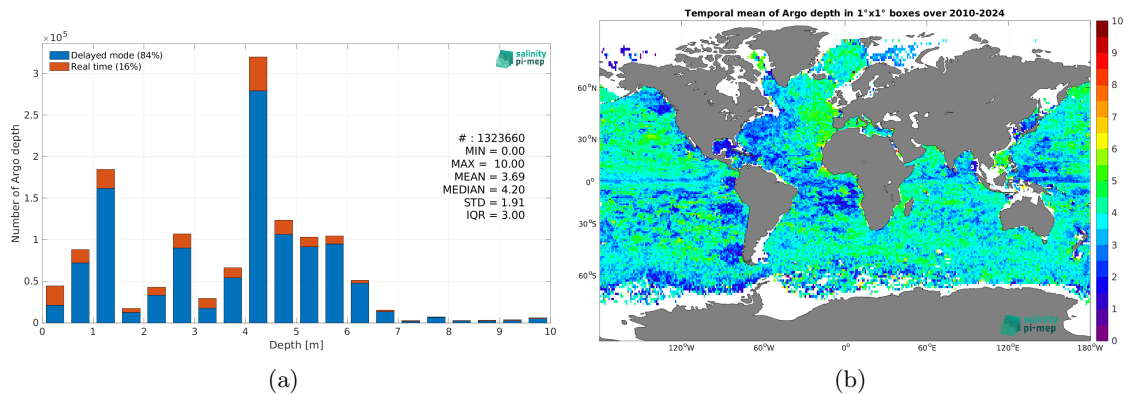 ×10⁵
Delayed mode (84%)
Real time (16%)
salinity
pi-mep
# : 1323660
MIN = 0.00
MAX = 10.00
MEAN = 3.69
MEDIAN = 4.20
STD = 1.91
IQR = 3.00
Number of Argo depth
3
2.5
2
1.5
1
0.5
0
0 1 2 3 4 5 6 7 8 9 10
Depth [m]
(a)
Temporal mean of Argo depth in 1°x1° boxes over 2010-2024
60°N
30°N
0°
30°S
60°S
120°W 60°W 0° 60°E 120°E 180°W
salinity
pi-mep
10
9
8
7
6
5
4
3
2
1
0
(b)